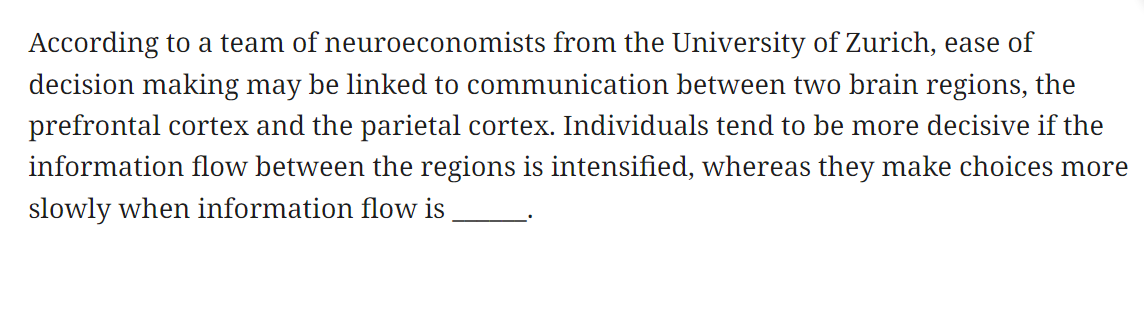 According to a team of neuroeconomists from the University of Zurich, ease of
decision making may be linked to communication between two brain regions, the
prefrontal cortex and the parietal cortex. Individuals tend to be more decisive if the
information flow between the regions is intensified, whereas they make choices more
slowly when information flow is ______.